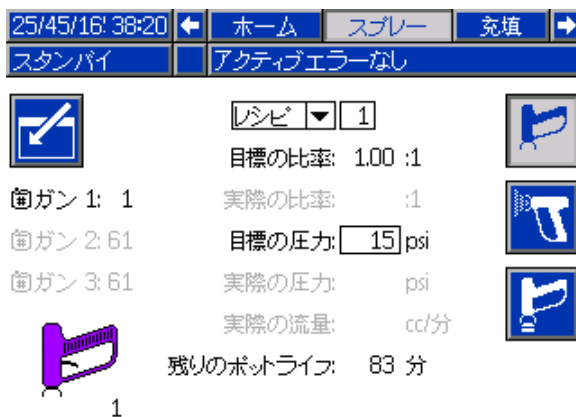 25/45/16 38:20 ホーム スプレー 充填
スタンバイ アクティブエラーなし
レシピ 1
目標の比率: 1.00 :1
ガン 1: 1 実際の比率: :1
ガン 2: 61 目標の圧力: 15 psi
ガン 3: 61 実際の圧力: psi
実際の流量: cc/分
残りのポットライフ: 83 分
1